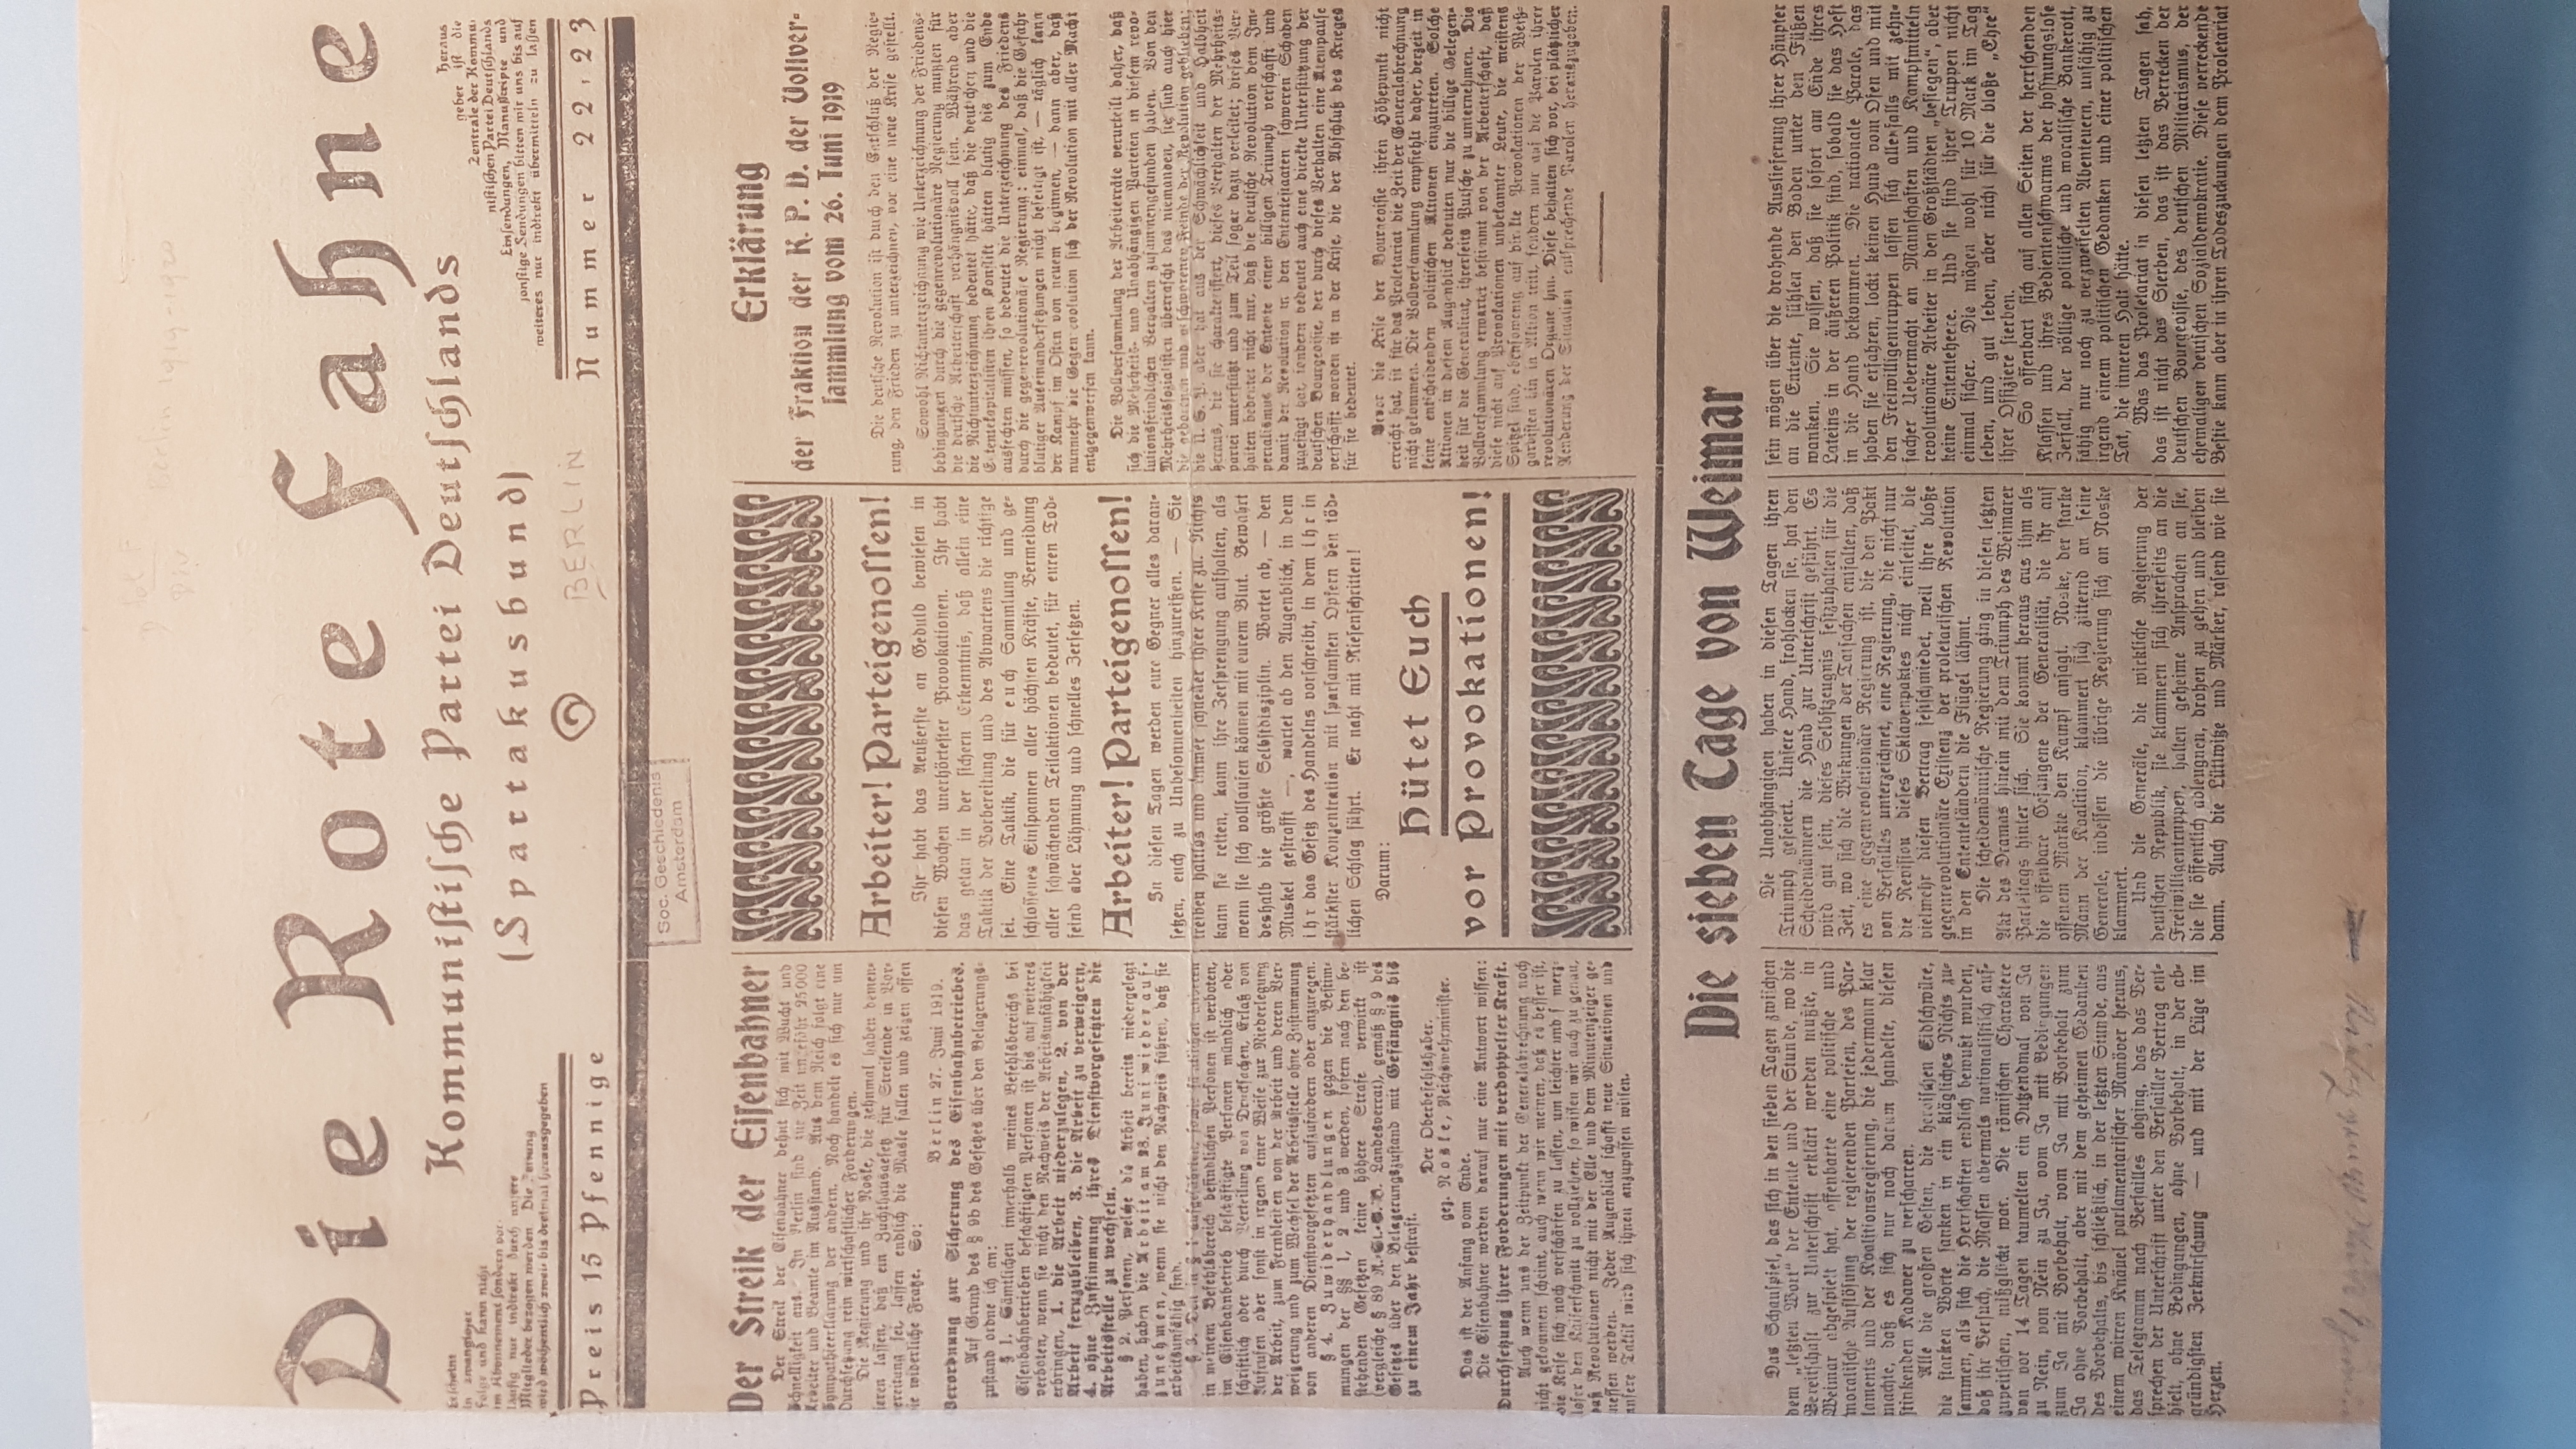 Berlin 1919-1920
Die Rote Fahne
Kommunistische Partei Deutschlands
(Spartakusbund)
Erscheint
in zwangloser
Folge und kann nicht
im Abonnement sondern vor-
läufig nur indirekt durch unsere
Mitglieder bezogen werden. Die Zeitung
wird wöchentlich zwei- bis dreimal herausgegeben
Heraus
geber ist die
Zentrale der Kommu-
nistischen Partei Deutschlands
Einsendungen, Manuskripte und
sonstige Sendungen bitten wir uns bis auf
weiteres nur indirekt übermitteln zu lassen
Preis 15 Pfennige
BERLIN
Nummer 22, 23
Soc. Geschiedenis
Amsterdam
Der Streik der Eisenbahner
Der Streik der Eisenbahner dehnt sich mit Wucht und
Schnelligkeit aus. In Berlin sind zur Zeit ungefähr 25000
Arbeiter und Beamte im Ausstand. Aus dem Reich folgt eine
Sympathieerklärung der andern. Noch handelt es sich nur um
Durchsetzung rein wirtschaftlicher Forderungen.
Die Regierung und ihr Noske, die zehnmal haben demen-
tieren lassen, daß ein Zuchthausgesetz für Streikende in Vor-
bereitung sei, lassen endlich die Maske fallen und zeigen offen
die widerliche Fratze. So:
Berlin 27. Juni 1919.
Verordnung zur Sicherung des Eisenbahnbetriebes.
Auf Grund des § 9b des Gesetzes über den Belagerungs-
zustand ordne ich an:
§ 1. Sämtlichen innerhalb meines Befehlsbereichs bei
Eisenbahnbetrieben beschäftigten Personen ist bis auf weiteres
verboten, wenn sie nicht den Nachweis der Arbeitsunfähigkeit
erbringen, 1. die Arbeit niederzulegen, 2. von der
Arbeit fernzubleiben, 3. die Arbeit zu verweigern,
4. ohne Zustimmung ihres Dienstvorgesetzten die
Arbeitsstelle zu wechseln.
§ 2. Personen, welche die Arbeit bereits niedergelegt
haben, haben die Arbeit am 28. Juni wieder auf-
zunehmen, wenn sie nicht den Nachweis führen, daß sie
arbeitsunfähig sind.
§ 3. Den in § 1 aufgeführten, sowie sämtlichen anderen
in meinem Befehlsbereich befindlichen Personen ist verboten,
im Eisenbahnbetrieb beschäftigte Personen mündlich oder
schriftlich oder durch Verteilung von Drucksachen, Erlaß von
Aufrufen oder sonst in irgend einer Weise zur Niederlegung
der Arbeit, zum Fernbleiben von der Arbeit und deren Ver-
weigerung und zum Wechsel der Arbeitsstelle ohne Zustimmung
von anderen Dienstvorgesetzten aufzufordern oder anzuregen.
§ 4. Zuwiderhandlungen gegen die Bestim-
mungen der §§ 1, 2 und 3 werden, sofern nach den be-
stehenden Gesetzen keine höhere Strafe verwirkt ist
(vergleiche § 89 R.-St.-G.-B. Landesverrat), gemäß § 9 des
Gesetzes über den Belagerungszustand mit Gefängnis bis
zu einem Jahr bestraft.
Der Oberbefehlshaber.
gez. Noske, Reichswehrminister.
Das ist der Anfang vom Ende.
Die Eisenbahner werden darauf nur eine Antwort wissen:
Durchsetzung ihrer Forderungen mit verdoppelter Kraft.
Auch wenn uns der Zeitpunkt der Generalabrechnung noch
nicht gekommen scheint, auch wenn wir meinen, daß es besser ist,
die Krise sich noch verschärfen zu lassen, um leichter und schmerz-
loser den Kaiserschnitt zu vollziehen, so wissen wir auch zu genau,
daß Revolutionen nicht mit der Elle und dem Minutenzeiger ge-
messen werden. Jeder Augenblick schafft neue Situationen und
unsere Taktik wird sich ihnen anzupassen wissen.
Arbeiter! Parteigenossen!
Ihr habt das Aeußerste an Geduld bewiesen in
diesen Wochen unerhörtester Provokationen. Ihr habt
das getan in der sichern Erkenntnis, daß allein eine
Taktik der Vorbereitung und des Abwartens die richtige
sei. Eine Taktik, die für euch Sammlung und ge-
schlossenes Einspannen aller höchsten Kräfte, Vermeidung
aller schwächenden Teilaktionen bedeutet, für euren Tod-
feind aber Lähmung und schnelles Zersetzen.
Arbeiter! Parteigenossen!
In diesen Tagen werden eure Gegner alles daran-
setzen, euch zu Unbesonnenheiten hinzureißen. — Sie
treiben haltlos und immer schneller ihrer Krise zu. Nichts
kann sie retten, kann ihre Zersprengung aufhalten, als
wenn sie sich vollsaufen können mit eurem Blut. Bewahrt
deshalb die größte Selbstdisziplin. Wartet ab, — den
Muskel gestrafft —, wartet ab den Augenblick, in dem
ihr das Gesetz des Handelns vorschreibt, in dem ihr in
stärkster Konzentration mit sparsamsten Opfern den töd-
lichen Schlag führt. Er naht mit Riesenschritten!
Darum:
Hütet Euch
vor Provokationen!
Erklärung
der Fraktion der K. P. D. der Vollver-
sammlung vom 26. Juni 1919
Die deutsche Revolution ist durch den Entschluß der Regie-
rung, den Frieden zu unterzeichnen, vor eine neue Krise gestellt.
Sowohl Nichtunterzeichnung wie Unterzeichnung der Friedens-
bedingungen durch die gegenrevolutionäre Regierung mußten für
die deutsche Arbeiterschaft verhängnisvoll sein. Während aber
die Nichtunterzeichnung bedeutet hätte, daß die deutschen und die
Ententekapitalisten ihren Konflikt hätten blutig bis zum Ende
ausfechten müssen, so bedeutet die Unterzeichnung des Friedens
durch die gegenrevolutionäre Regierung: einmal, daß die Gefahr
blutiger Auseinandersetzungen nicht beseitigt ist, — täglich kann
der Kampf im Osten von neuem beginnen, — dann aber, daß
nunmehr die Gegenrevolution sich der Revolution mit aller Macht
entgegenwerfen kann.
Die Vollversammlung der Arbeiterräte verurteilt daher, daß
sich die Mehrheits- und Unabhängigen Parteien in diesem revo-
lutionsfeindlichen Verhalten zusammengefunden haben. Von den
Mehrheitssozialisten überrascht das niemanden, sie sind auch hier
die geborenen und geschworenen Feinde der Revolution geblieben;
die U. S. P. aber hat aus der Schwächlichkeit und Halbheit
heraus, die sie charakterisiert, dieses Verhalten der Mehrheits-
partei unterstützt und zum Teil sogar dazu verleitet; dieses Ver-
halten bedeutet nicht nur, daß die deutsche Revolution dem Im-
perialismus der Entente einen billigen Triumph verschafft und
damit der Revolution in den Ententestaaten schweren Schaden
zugefügt hat, sondern bedeutet auch eine direkte Unterstützung der
deutschen Bourgeoisie, der durch dieses Verhalten eine Atempause
verschafft worden ist in der Krise, die der Abschluß des Krieges
für sie bedeutet.
Bevor die Krise der Bourgeoisie ihren Höhepunkt nicht
erreicht hat, ist für das Proletariat die Zeit der Generalabrechnung
nicht gekommen. Die Vollversammlung empfiehlt daher, derzeit in
keine entscheidenden politischen Aktionen einzutreten. Solche
Aktionen in diesem Augenblick bedeuten nur die billige Gelegen-
heit für die Generalität, ihrerseits Putsche zu unternehmen. Die
Vollversammlung erwartet bestimmt von der Arbeiterschaft, daß
diese nicht auf Provokationen unbekannter Leute, die meistens
Spitzel sind, ebensowenig auf direkte Provokationen der Weiß-
gardisten hin in Aktion tritt, sondern nur auf die Parolen ihrer
revolutionären Organe hin. Diese behalten sich vor, bei plötzlicher
Aenderung der Situation entsprechende Parolen herauszugeben.
Die sieben Tage von Weimar
Das Schauspiel, das sich in den sieben Tagen zwischen
dem „letzten Wort“ der Entente und der Stunde, wo die
Bereitschaft zur Unterschrift erklärt werden mußte, in
Weimar abgespielt hat, offenbarte eine politische und
moralische Auflösung der regierenden Parteien, des Par-
laments und der Koalitionsregierung, die jedermann klar
machte, daß es sich nur noch darum handelte, diesen
stinkenden Kadaver zu verscharren.
Alle die großen Gesten, die heroischen Eidschwüre,
die starken Worte sanken in ein klägliches Nichts zu-
sammen, als sich die Herrschaften endlich bewußt wurden,
daß ihr Versuch, die Massen abermals nationalistisch auf-
zupeitschen, mißglückt war. Die römischen Charaktere
von vor 14 Tagen taumelten ein Dutzendmal von Ja
zu Nein, von Nein zu Ja, vom Ja mit Bedingungen
zum Ja mit Vorbehalt, vom Ja mit Vorbehalt zum
Ja ohne Vorbehalt, aber mit dem geheimen Gedanken
des Vorbehalts, bis schließlich, in der letzten Stunde, aus
einem wirren Knäuel parlamentarischer Manöver heraus,
das Telegramm nach Versailles abging, das das Ver-
sprechen der Unterschrift unter den Versailler Vertrag ent-
hielt, ohne Bedingungen, ohne Vorbehalt, in der ab-
gründigsten Zerknirschung — und mit der Lüge im
Herzen.
Die Unabhängigen haben in diesen Tagen ihren
Triumph gefeiert. Unsere Hand, frohlocken sie, hat den
Scheidemännern die Hand zur Unterschrift geführt. Es
wird gut sein, dieses Selbstzeugnis festzuhalten für die
Zeit, wo sich die Wirkungen der Tatsachen entfalten, daß
es eine gegenrevolutionäre Regierung ist, die den Pakt
von Versailles unterzeichnet, eine Regierung, die nicht nur
die Revision dieses Sklavenpaktes nicht einleitet, die
vielmehr diesen Vertrag festschmiedet, weil ihre bloße
gegenrevolutionäre Existenz der proletarischen Revolution
in den Ententeländern die Flügel lähmt.
Die scheidemännische Regierung ging in diesen letzten
Akt des Dramas hinein mit dem Triumph des Weimarer
Parteitags hinter sich. Sie kommt heraus aus ihm als
die offenbare Gefangene der Generalität, die ihr auf
offenem Markte den Kampf ansagt. Noske, der starke
Mann der Koalition, klammert sich zitternd an seine
Generale, indessen die übrige Regierung sich an Noske
klammert.
Und die Generäle, die wirkliche Regierung der
deutschen Republik, sie klammern sich ihrerseits an die
Freiwilligentruppen, halten geheime Ansprachen an sie,
die sie öffentlich ableugnen, drohen zu gehen und bleiben
dann. Auch die Lüttwitze und Märker, rasend wie sie
sein mögen über die drohende Auslieferung ihrer Häupter
an die Entente, fühlen den Boden unter den Füßen
wanken. Sie wissen, daß sie sofort am Ende ihres
Lateins in der äußeren Politik sind, sobald sie das Heft
in die Hand bekommen. Die nationale Parole, das
haben sie erfahren, lockt keinen Hund vom Ofen und mit
den Freiwilligentruppen lassen sich allenfalls mit zehn-
facher Uebermacht an Mannschaften und Kampfmitteln
revolutionäre Arbeiter in den Großstädten „besiegen“, aber
keine Ententeheere. Und sie sind ihrer Truppen nicht
einmal sicher. Die mögen wohl für 10 Mark im Tag
leben, und gut leben, aber nicht für die bloße „Ehre“
ihrer Offiziere sterben.
So offenbart sich auf allen Seiten der herrschenden
Klassen und ihres Bedientenschwarms der hoffnungslose
Zerfall, der völlige politische und moralische Bankerott,
fähig nur noch zu verzweifelten Abenteuern, unfähig zu
irgend einem politischen Gedanken und einer politischen
Tat, die inneren Halt hätte.
Was das Proletariat in diesen letzten Tagen sah,
das ist nicht das Sterben, das ist das Verrecken der
deutschen Bourgeoisie, des deutschen Militarismus, der
ehemaligen deutschen Sozialdemokratie. Diese verreckende
Bestie kann aber in ihren Todeszuckungen dem Proletariat